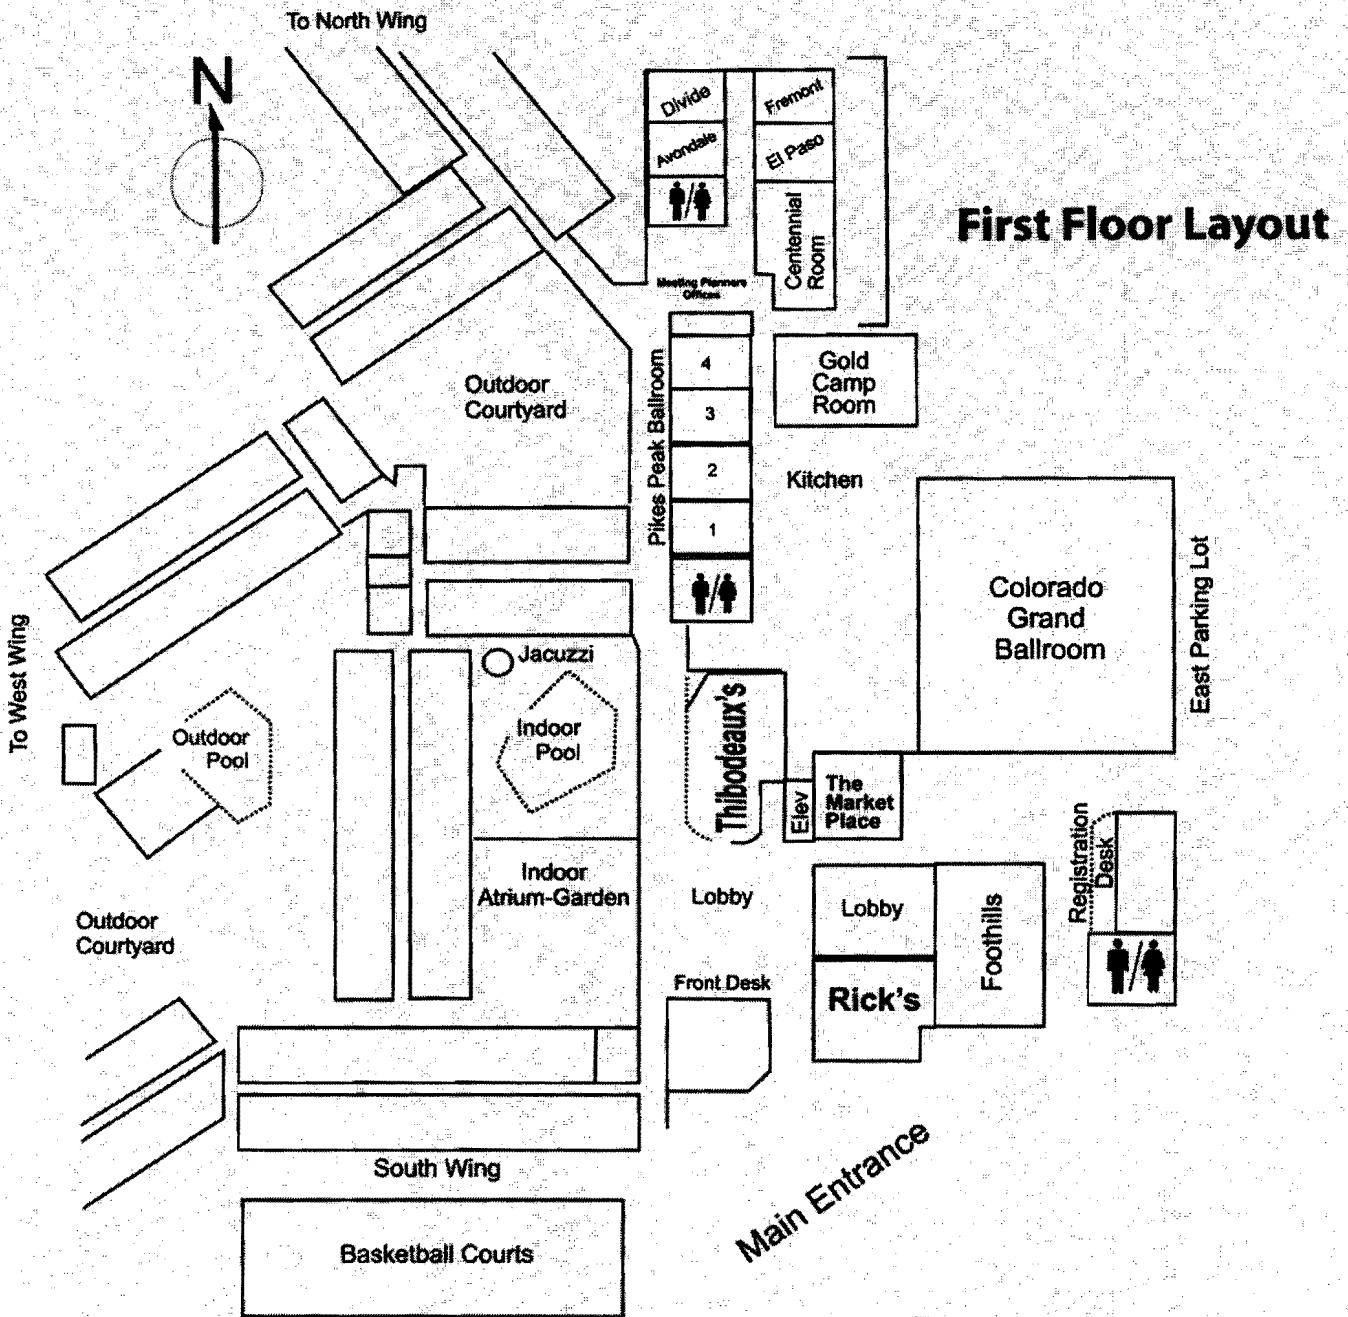 To North Wing
N
Divide
Fremont
Avondale
El Paso
First Floor Layout
Centennial
Room
Meeting Planners
Offices
Pikes Peak Ballroom
4
3
2
1
Gold
Camp
Room
Outdoor
Courtyard
Kitchen
Colorado
Grand
Ballroom
East Parking Lot
To West Wing
Jacuzzi
Indoor
Pool
Outdoor
Pool
Thibodeaux's
Elev
The
Market
Place
Registration
Desk
Indoor
Atrium-Garden
Lobby
Lobby
Foothills
Outdoor
Courtyard
Front Desk
Rick's
Main Entrance
South Wing
Basketball Courts